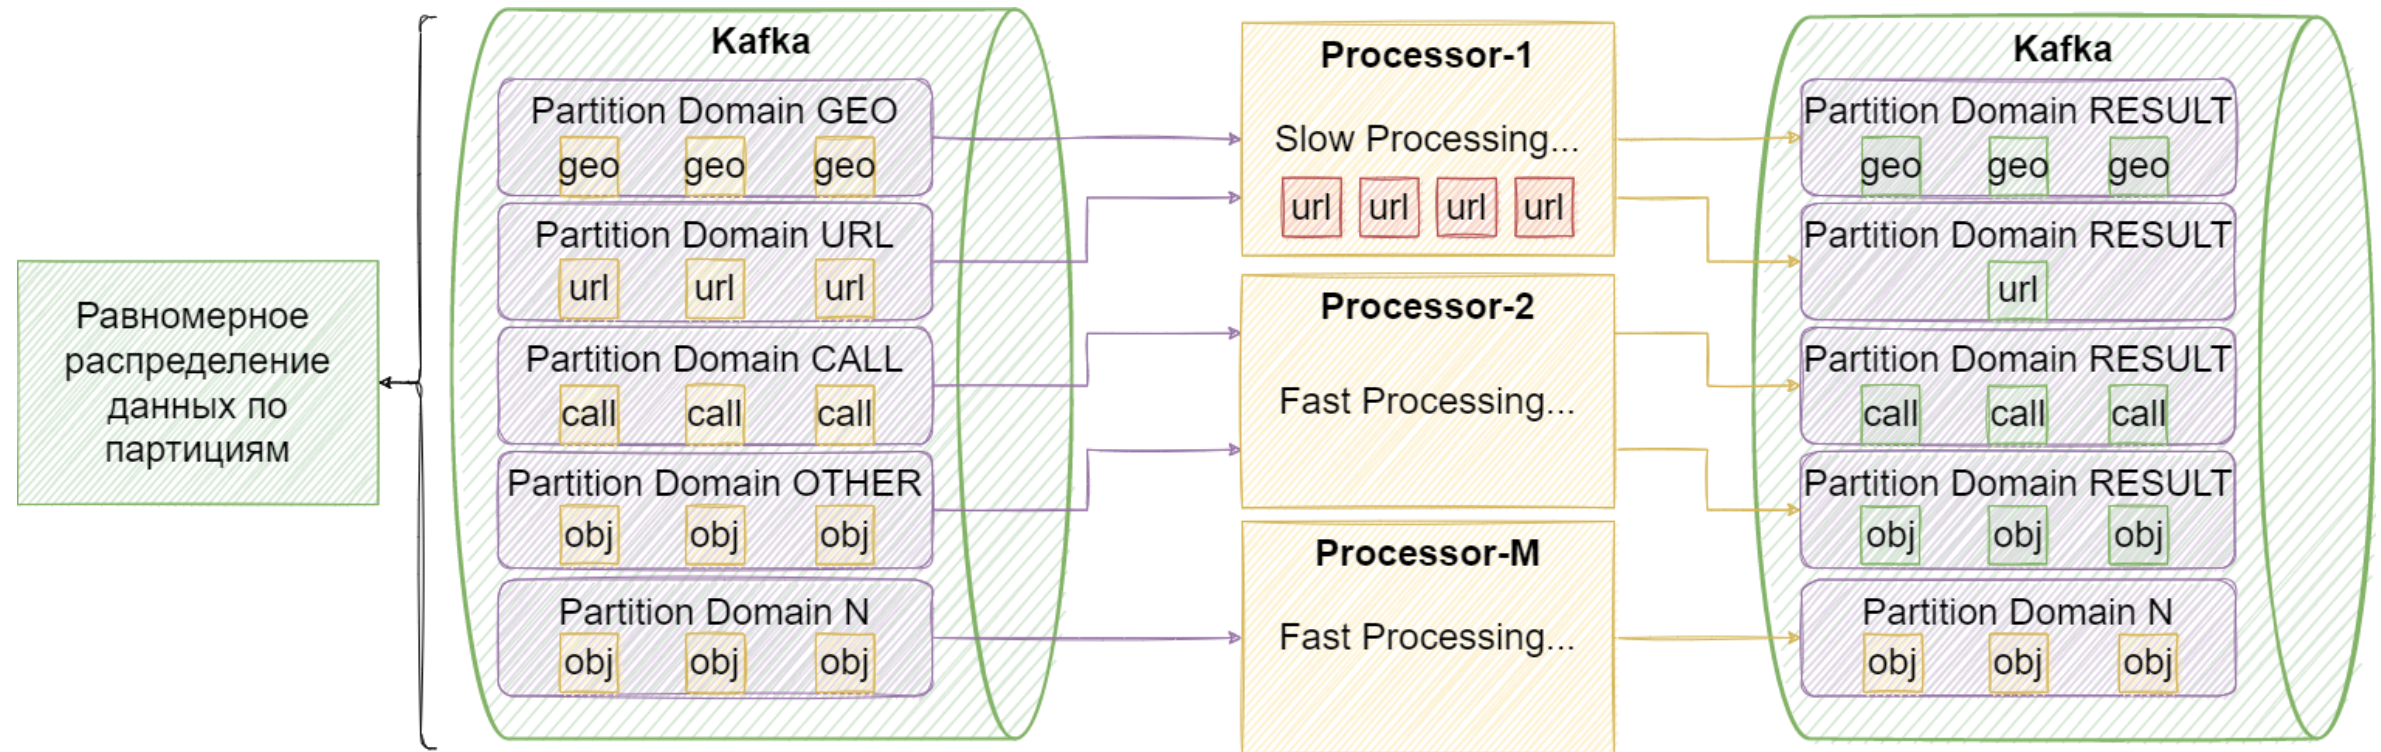 Равномерное
распределение
данных по
партициям
Kafka
Partition Domain GEO
geo geo geo
Partition Domain URL
url url url
Partition Domain CALL
call call call
Partition Domain OTHER
obj obj obj
Partition Domain N
obj obj obj
Processor-1
Slow Processing...
url url url url
Processor-2
Fast Processing...
Processor-M
Fast Processing...
Kafka
Partition Domain RESULT
geo geo geo
Partition Domain RESULT
url
Partition Domain RESULT
call call call
Partition Domain RESULT
obj obj obj
Partition Domain N
obj obj obj